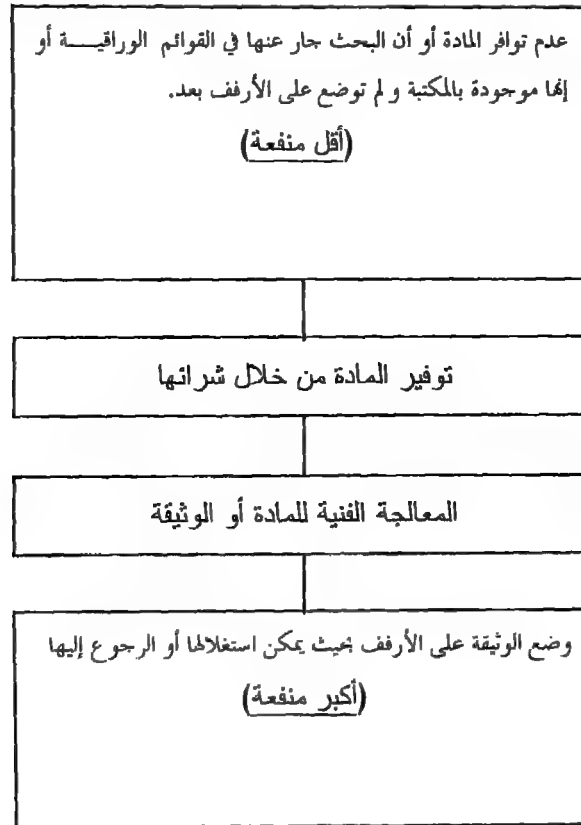 عدم توافر المادة أو أن البحث جار عنها في القوائم الوراقيــــة أو
إنها موجودة بالمكتبة و لم توضع على الأرفف بعد.
(أقل منفعة)
توفير المادة من خلال شرائها
المعالجة الفنية للمادة أو الوثيقة
وضع الوثيقة على الأرفف بحيث يمكن استغلالها أو الرجوع إليها
(أكبر منفعة)